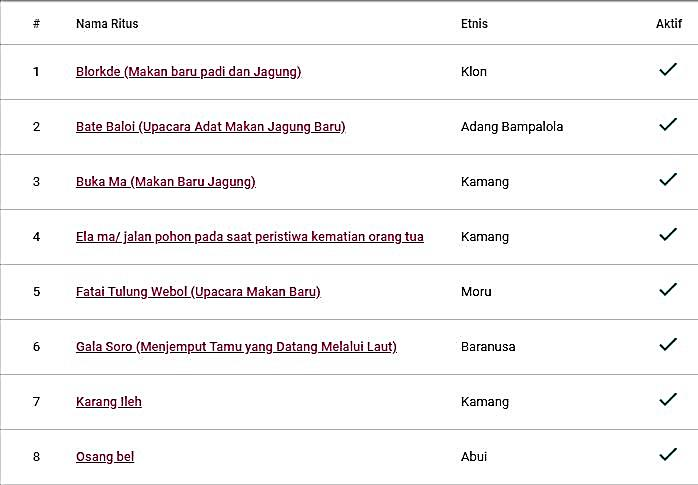 # Nama Ritus Etnis Aktif
1 Blorkde (Makan baru padi dan Jagung) Klon
2 Bate Baloi (Upacara Adat Makan Jagung Baru) Adang Bampalola
3 Buka Ma (Makan Baru Jagung) Kamang
4 Ela ma/ jalan pohon pada saat peristiwa kematian orang tua Kamang
5 Fatai Tulung Webol (Upacara Makan Baru) Moru
6 Gala Soro (Menjemput Tamu yang Datang Melalui Laut) Baranusa
7 Karang Ileh Kamang
8 Osang bel Abui